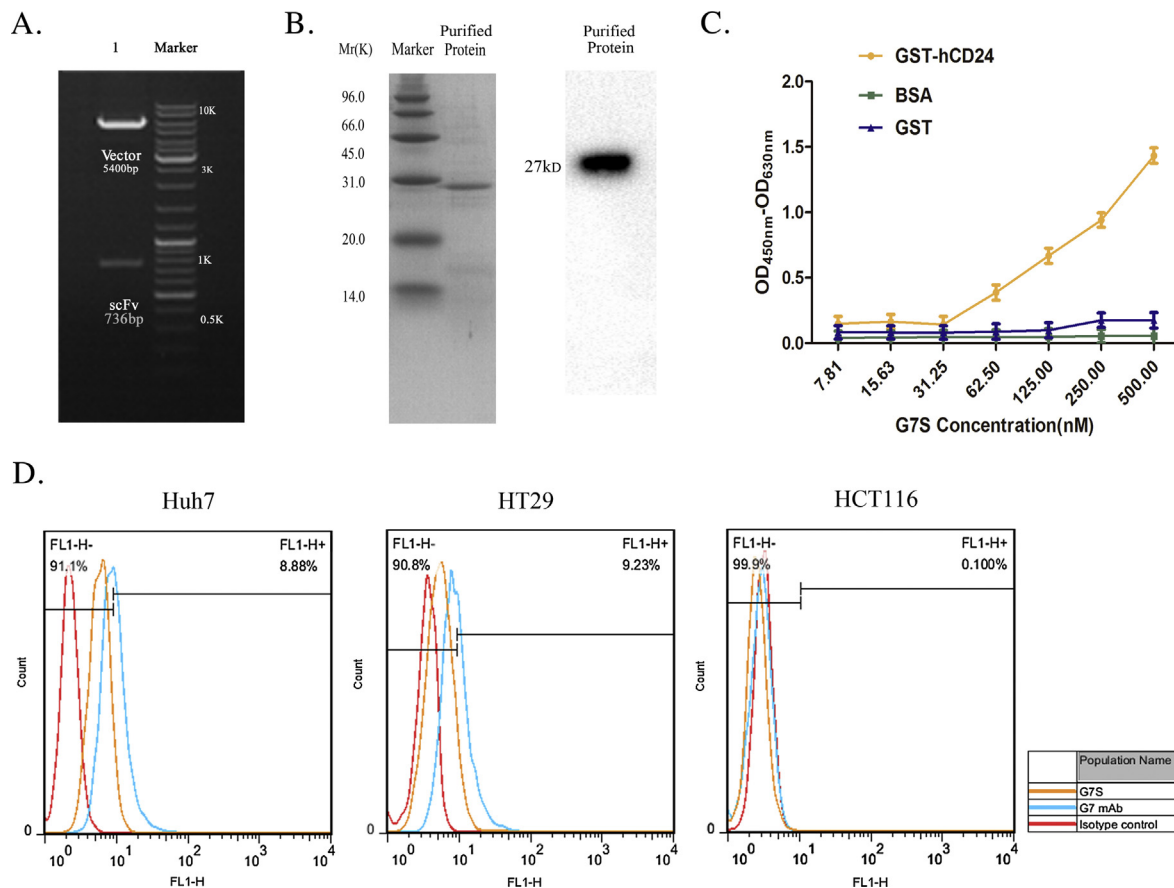 A.
1 Marker
10K
Vector
5400bp
3K
1K
scFv
736bp
0.5K
B.
Mr(K) Marker Purified Protein
96.0
66.0
45.0
31.0
20.0
14.0
Purified
Protein
27kD
C.
GST-hCD24
BSA
GST
OD450nm-OD630nm
2.0
1.5
1.0
0.5
0.0
7.81 15.63 31.25 62.50 125.00 250.00 500.00
G7S Concentration(nM)
D.
Huh7
FL1-H- FL1-H+
91.1% 8.88%
Count
0
10^0 10^1 10^2 10^3 10^4
FL1-H
HT29
FL1-H- FL1-H+
90.8% 9.23%
Count
0
10^0 10^1 10^2 10^3 10^4
FL1-H
HCT116
FL1-H- FL1-H+
99.9% 0.100%
Count
0
10^0 10^1 10^2 10^3 10^4
FL1-H
Population Name
G7S
G7 mAb
Isotype control